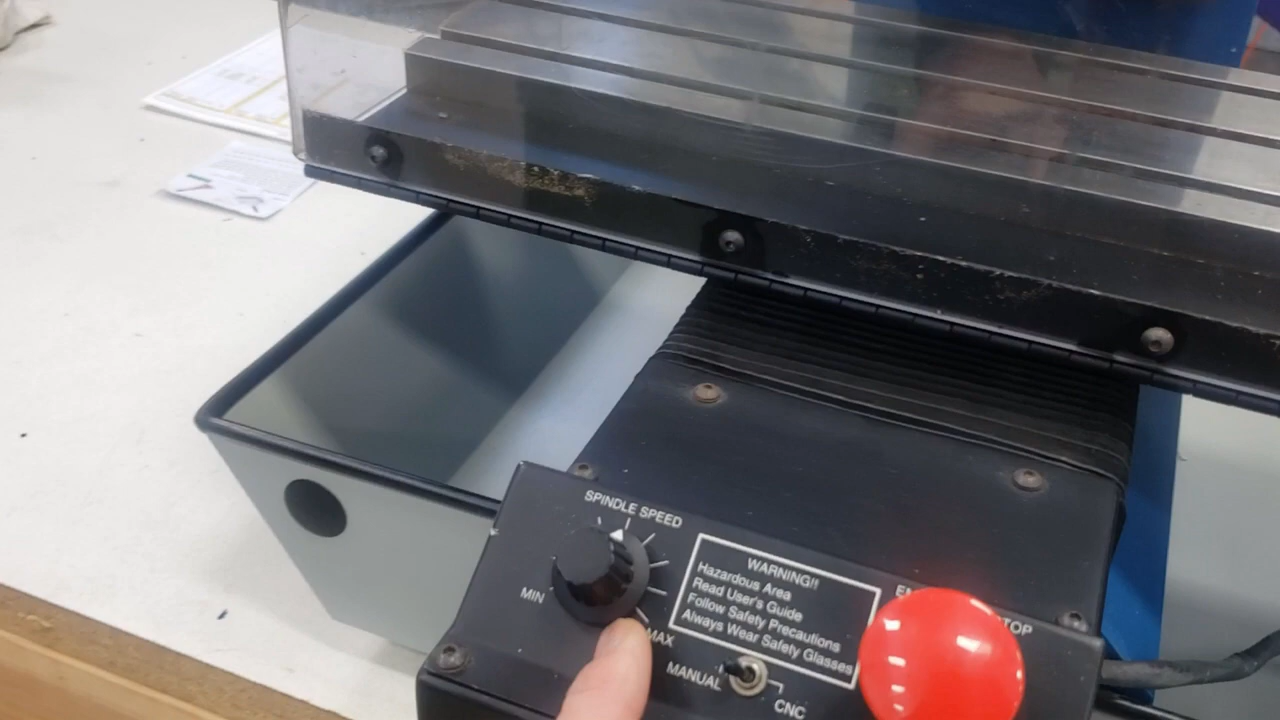 SPINDLE SPEED
MIN
MAX
WARNING!!
Hazardous Area
Read User's Guide
Follow Safety Precautions
Always Wear Safety Glasses
MANUAL
CNC